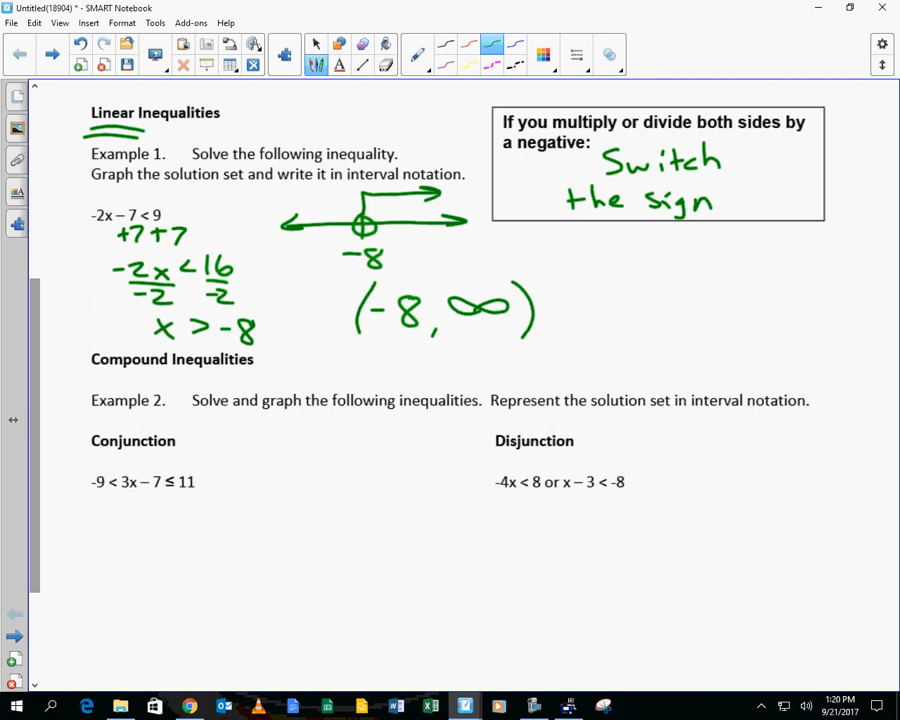 Untitled(18904) * - SMART Notebook
File Edit View Insert Format Tools Add-ons Help
Linear Inequalities
Example 1. Solve the following inequality.
Graph the solution set and write it in interval notation.
-2x – 7 < 9
+7 +7
-2x < 16
-2 -2
x > -8
-8
(-8, ∞)
If you multiply or divide both sides by
a negative:
Switch
the sign
Compound Inequalities
Example 2. Solve and graph the following inequalities. Represent the solution set in interval notation.
Conjunction
-9 < 3x – 7 ≤ 11
Disjunction
-4x < 8 or x – 3 < -8
1:20 PM
9/21/2017